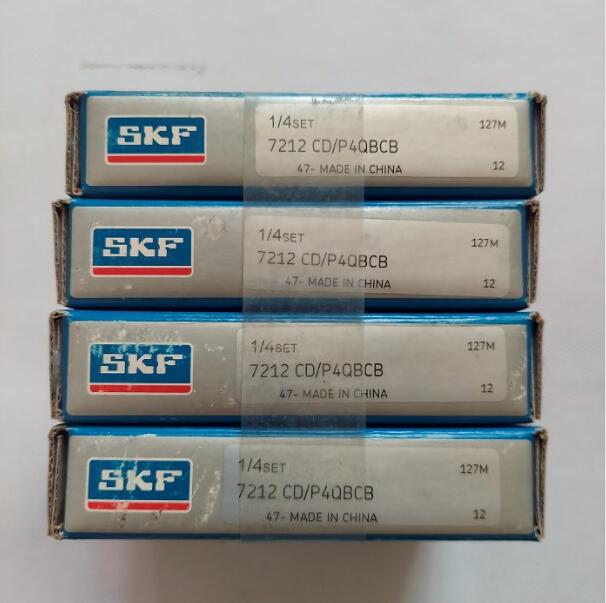 SKF
1/4SET
127M
7212 CD/P4QBCB
47- MADE IN CHINA
12
SKF
1/4SET
127M
7212 CD/P4QBCB
47- MADE IN CHINA
12
SKF
1/4SET
127M
7212 CD/P4QBCB
47- MADE IN CHINA
12
SKF
1/4SET
127M
7212 CD/P4QBCB
47- MADE IN CHINA
12